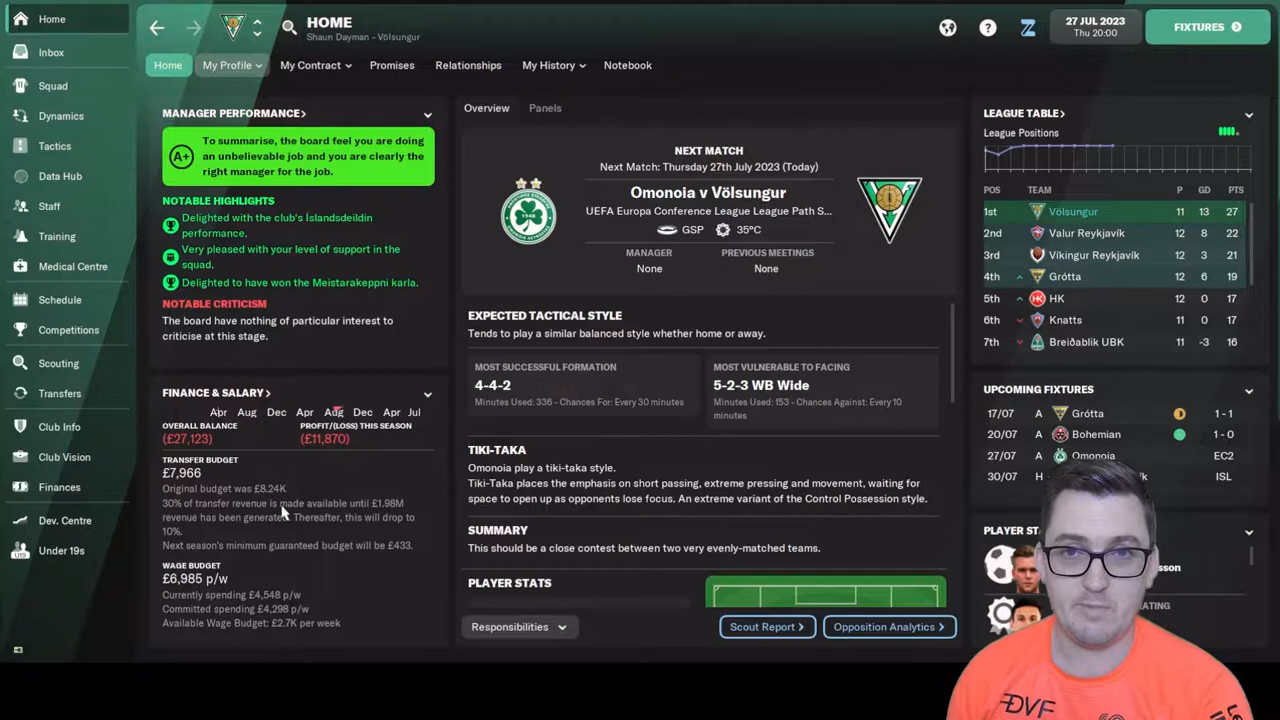 Home
Inbox
Squad
Dynamics
Tactics
Data Hub
Staff
Training
Medical Centre
Schedule
Competitions
Scouting
Transfers
Club Info
Club Vision
Finances
Dev. Centre
Under 19s
HOME
Shaun Dayman - Völsungur
27 JUL 2023
Thu 20:00
FIXTURES
Home
My Profile
My Contract
Promises
Relationships
My History
Notebook
MANAGER PERFORMANCE
A+
To summarise, the board feel you are doing
an unbelievable job and you are clearly the
right manager for the job.
NOTABLE HIGHLIGHTS
Delighted with the club's Íslandsdeildin
performance.
Very pleased with your level of support in the
squad.
Delighted to have won the Meistarakeppni karla.
NOTABLE CRITICISM
The board have nothing of particular interest to
criticise at this stage.
FINANCE & SALARY
Apr Aug Dec Apr Aug Dec Apr Jul
OVERALL BALANCE
(£27,123)
PROFIT/(LOSS) THIS SEASON
(£11,870)
TRANSFER BUDGET
£7,966
Original budget was £8.24K
30% of transfer revenue is made available until £1.98M
revenue has been generated. Thereafter, this will drop to
10%.
Next season's minimum guaranteed budget will be £433.
WAGE BUDGET
£6,985 p/w
Currently spending £4,548 p/w
Committed spending £4,298 p/w
Available Wage Budget: £2.7K per week
Overview
Panels
NEXT MATCH
Next Match: Thursday 27th July 2023 (Today)
Omonoia v Völsungur
UEFA Europa Conference League League Path S...
GSP 35°C
MANAGER
None
PREVIOUS MEETINGS
None
EXPECTED TACTICAL STYLE
Tends to play a similar balanced style whether home or away.
MOST SUCCESSFUL FORMATION
4-4-2
Minutes Used: 336 - Chances For: Every 30 minutes
MOST VULNERABLE TO FACING
5-2-3 WB Wide
Minutes Used: 153 - Chances Against: Every 10
minutes
TIKI-TAKA
Omonoia play a tiki-taka style.
Tiki-Taka places the emphasis on short passing, extreme pressing and movement, waiting
for space to open up as opponents lose focus. An extreme variant of the Control Possession style.
SUMMARY
This should be a close contest between two very evenly-matched teams.
PLAYER STATS
Responsibilities
Scout Report
Opposition Analytics
LEAGUE TABLE
League Positions
POS TEAM P GD PTS
1st Völsungur 11 13 27
2nd Valur Reykjavík 12 8 22
3rd Víkingur Reykjavík 12 3 21
4th Grótta 12 6 19
5th HK 12 0 17
6th Knatts 11 0 17
7th Breiðablik UBK 11 -3 16
UPCOMING FIXTURES
17/07 A Grótta 1 - 1
20/07 A Bohemian 1 - 0
27/07 A Omonoia EC2
30/07 H ISL
PLAYER
DVF